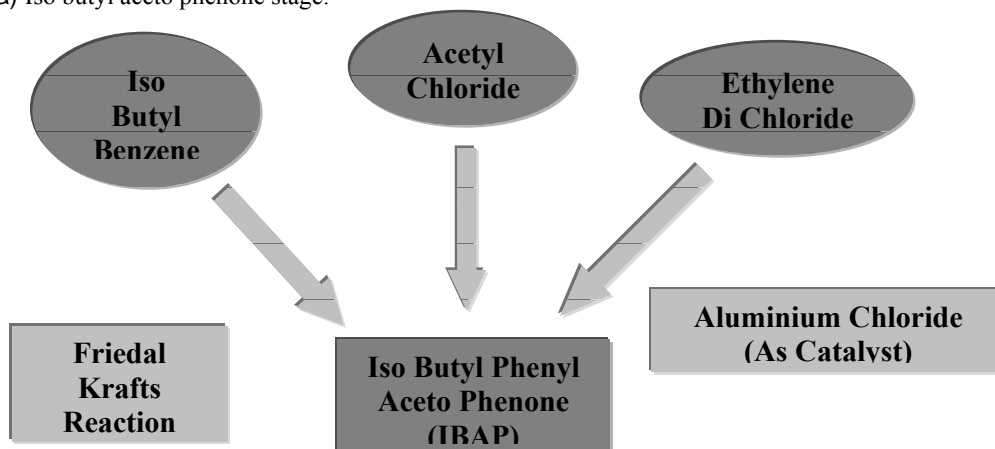 a) Iso butyl aceto phenone stage:
Iso
Butyl
Benzene
Acetyl
Chloride
Ethylene
Di Chloride
Friedal
Krafts
Reaction
Iso Butyl Phenyl
Aceto Phenone
(IBAP)
Aluminium Chloride
(As Catalyst)